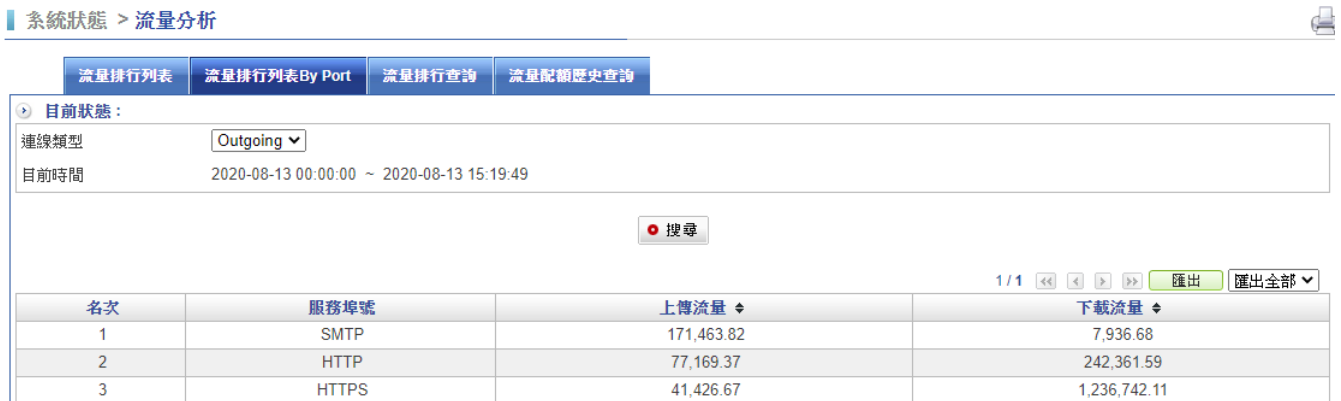 系統狀態 > 流量分析
流量排行列表 流量排行列表By Port 流量排行查詢 流量配額歷史查詢
目前狀態：
連線類型 Outgoing
目前時間 2020-08-13 00:00:00 ~ 2020-08-13 15:19:49
搜尋
1 / 1 匯出 匯出全部
名次 服務埠號 上傳流量 下載流量
1 SMTP 171,463.82 7,936.68
2 HTTP 77,169.37 242,361.59
3 HTTPS 41,426.67 1,236,742.11